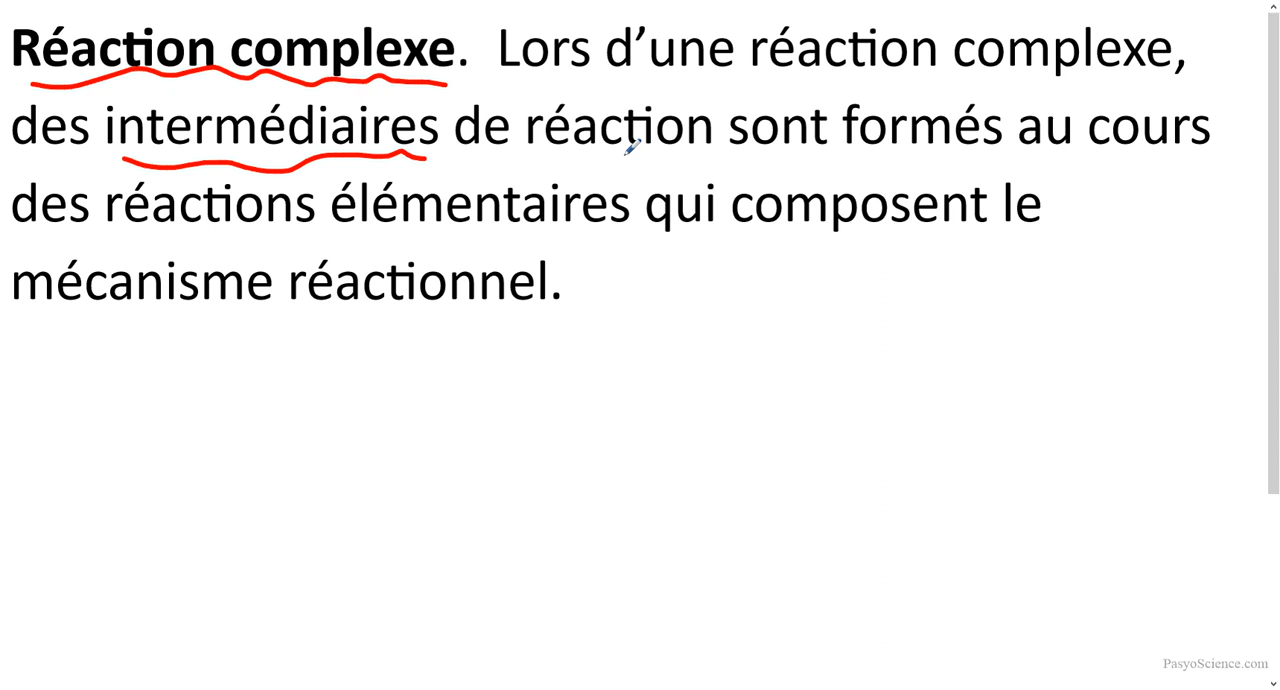 Réaction complexe. Lors d’une réaction complexe,
des intermédiaires de réaction sont formés au cours
des réactions élémentaires qui composent le
mécanisme réactionnel.
PasyoScience.com